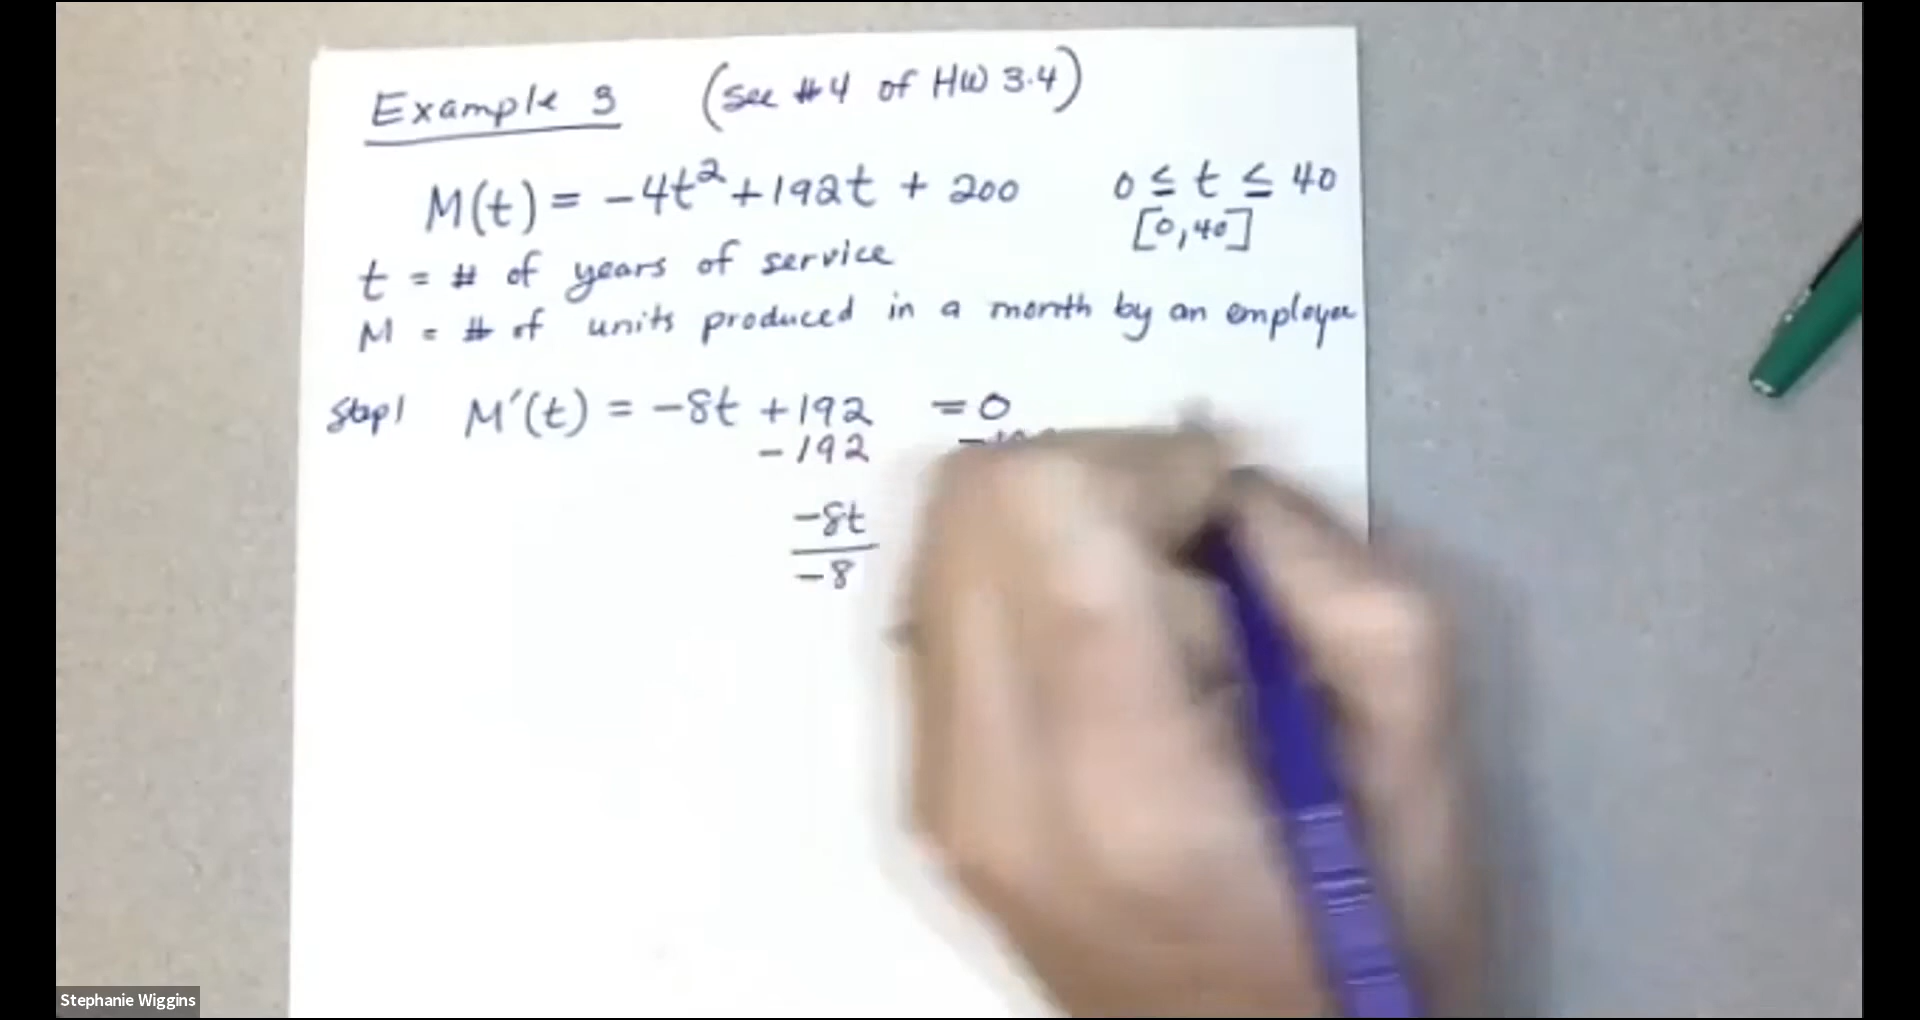 Example 3 (see #4 of HW 3.4)
M(t) = -4t² + 192t + 200 0 ≤ t ≤ 40
[0,40]
t = # of years of service
M = # of units produced in a month by an employee
Step 1 M'(t) = -8t + 192 = 0
-192
-8t
-8
Stephanie Wiggins